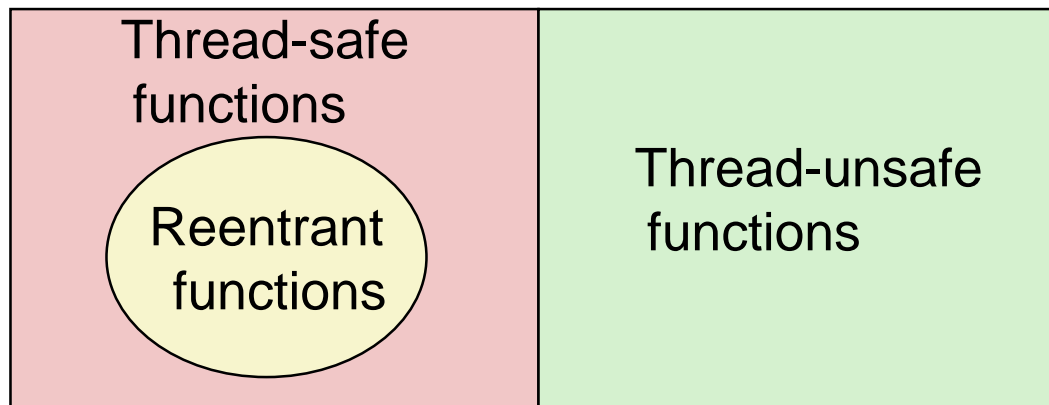 Thread-safe
functions
Reentrant
functions
Thread-unsafe
functions